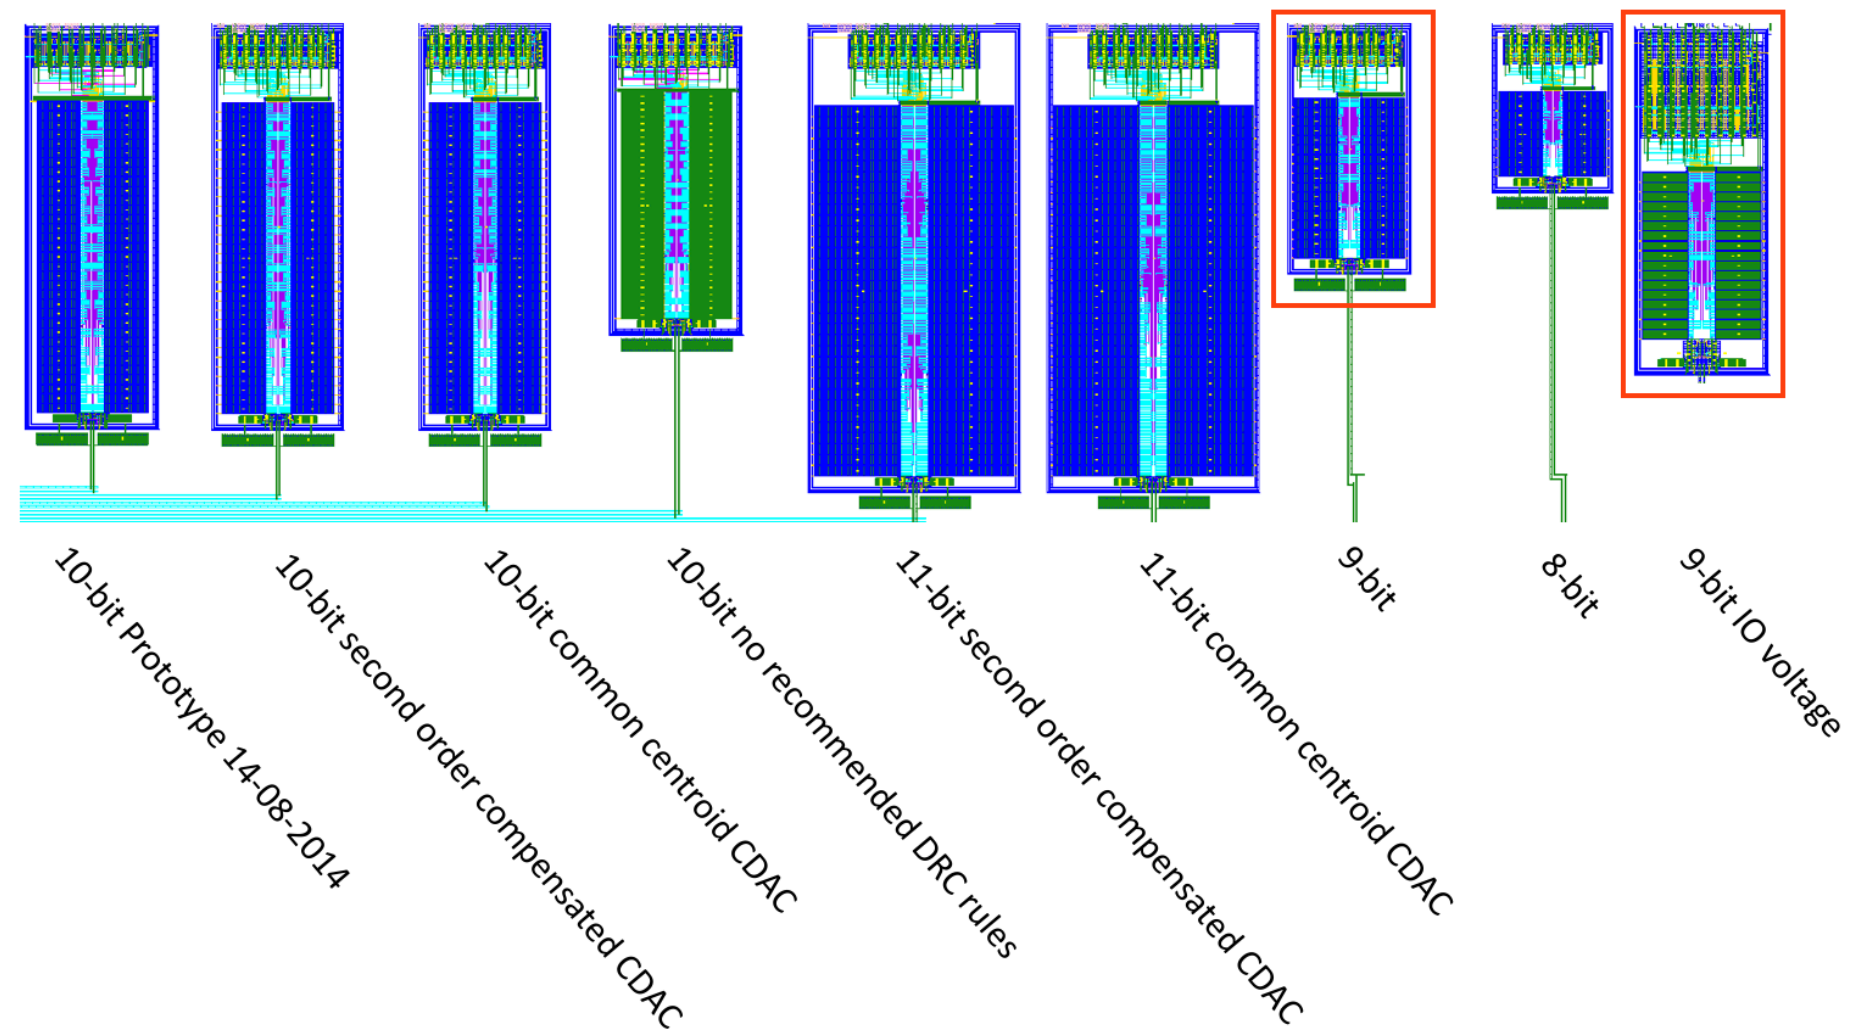 10-bit Prototype 14-08-2014
10-bit second order compensated CDAC
10-bit common centroid CDAC
10-bit no recommended DRC rules
11-bit second order compensated CDAC
11-bit common centroid CDAC
9-bit
8-bit
9-bit IO voltage